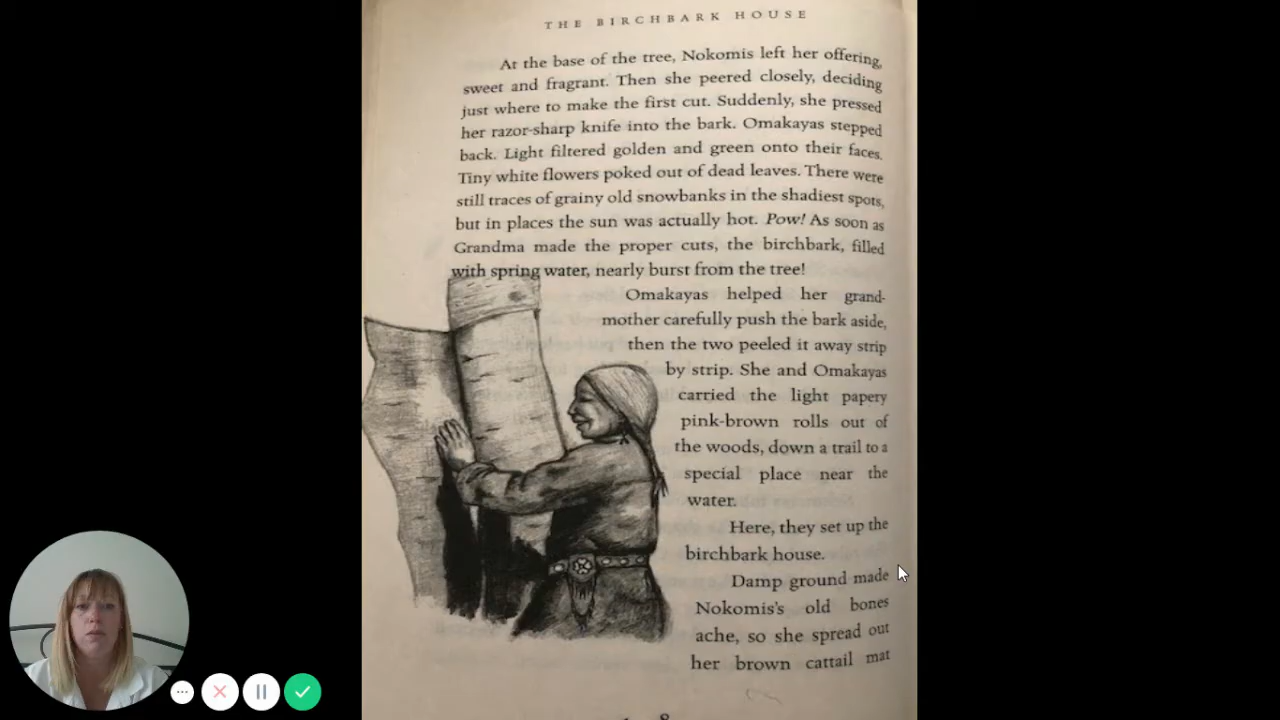 THE BIRCHBARK HOUSE
At the base of the tree, Nokomis left her offering,
sweet and fragrant. Then she peered closely, deciding
just where to make the first cut. Suddenly, she pressed
her razor-sharp knife into the bark. Omakayas stepped
back. Light filtered golden and green onto their faces.
Tiny white flowers poked out of dead leaves. There were
still traces of grainy old snowbanks in the shadiest spots,
but in places the sun was actually hot. Pow! As soon as
Grandma made the proper cuts, the birchbark, filled
with spring water, nearly burst from the tree!
Omakayas helped her grand-
mother carefully push the bark aside,
then the two peeled it away strip
by strip. She and Omakayas
carried the light papery
pink-brown rolls out of
the woods, down a trail to a
special place near the
water.
Here, they set up the
birchbark house.
Damp ground made
Nokomis's old bones
ache, so she spread out
her brown cattail mat
8